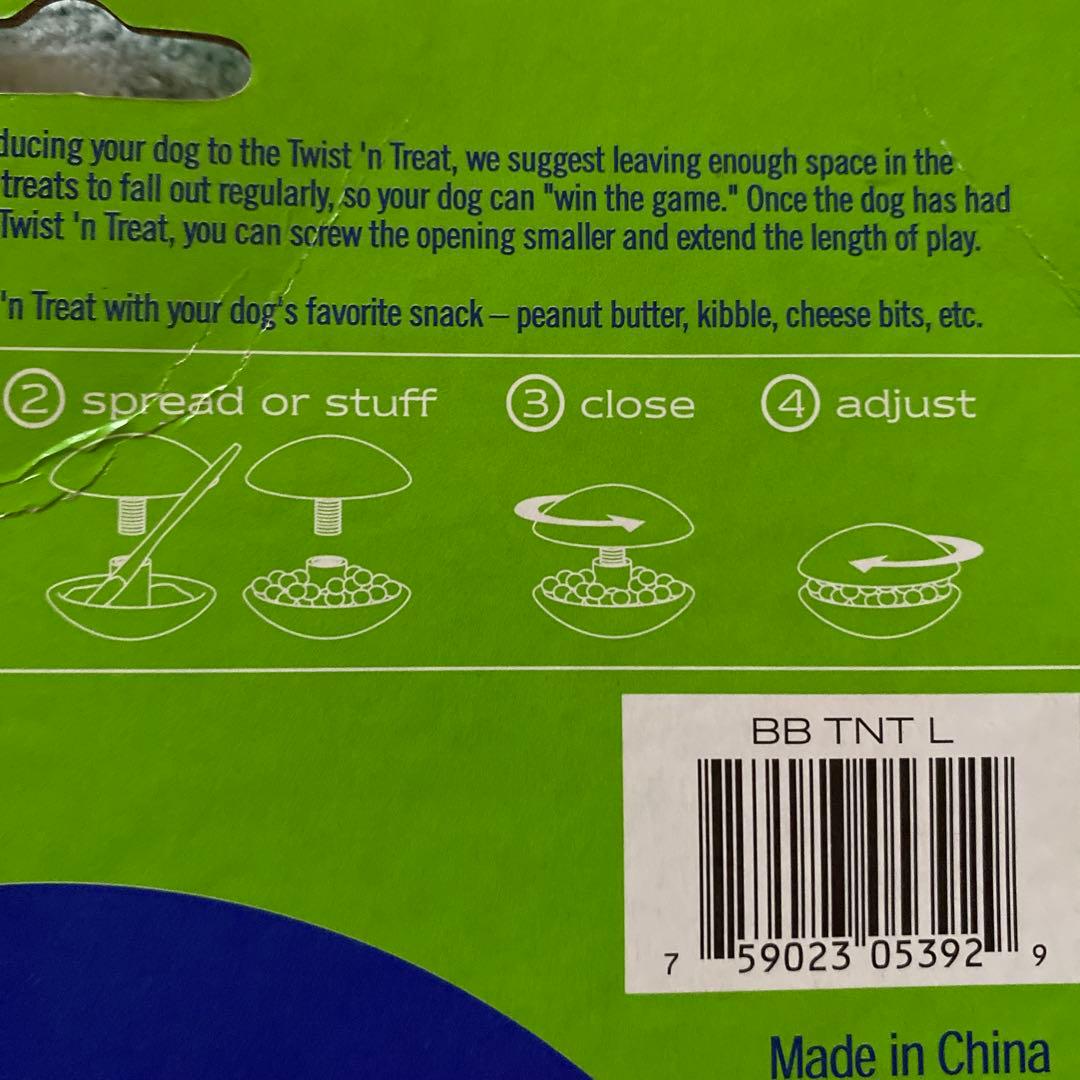 ducing your dog to the Twist 'n Treat, we suggest leaving enough space in the
treats to fall out regularly, so your dog can "win the game." Once the dog has had
Twist 'n Treat, you can screw the opening smaller and extend the length of play.
'n Treat with your dog's favorite snack – peanut butter, kibble, cheese bits, etc.
2 spread or stuff 3 close 4 adjust
BB TNT L
7 59023 05392 9
Made in China